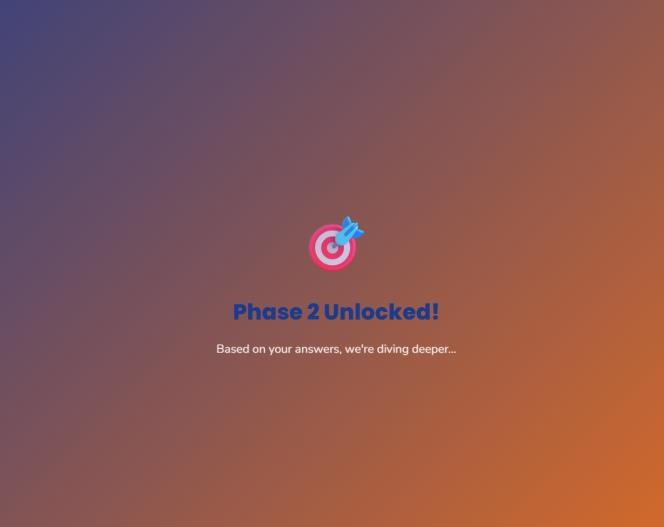 Phase 2 Unlocked!
Based on your answers, we're diving deeper...